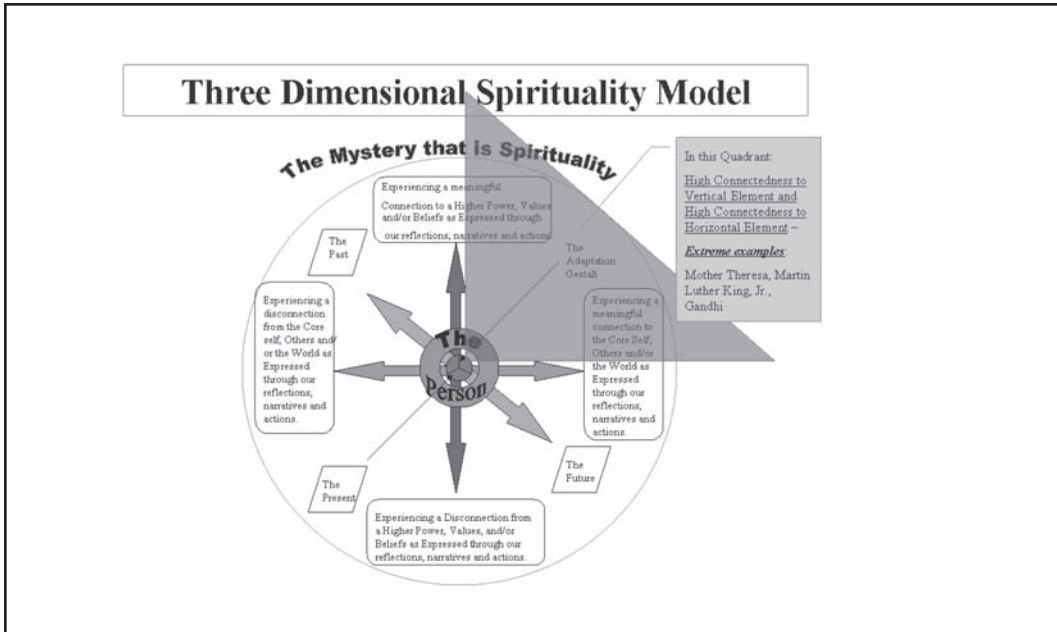 Three Dimensional Spirituality Model
The Mystery that is Spirituality
Experiencing a meaningful
Connection to a Higher Power, Values
and/or Beliefs as Expressed through
our reflections, narratives and actions
In this Quadrant:
High Connectedness to
Vertical Element and
High Connectedness to
Horizontal Element –
Extreme examples:
Mother Theresa, Martin
Luther King, Jr.,
Gandhi
The
Past
The
Adaptation
Gestalt
Experiencing a
disconnection
from the Core
self, Others and/
or the World as
Expressed
through our
reflections,
narratives and
actions.
The
Person
Experiencing a
meaningful
connection to
the Core Self,
Others and/or
the World as
Expressed
through our
reflections,
narratives and
actions.
The
Present
The
Future
Experiencing a Disconnection from
a Higher Power, Values, and/or
Beliefs as Expressed through our
reflections, narratives and actions.